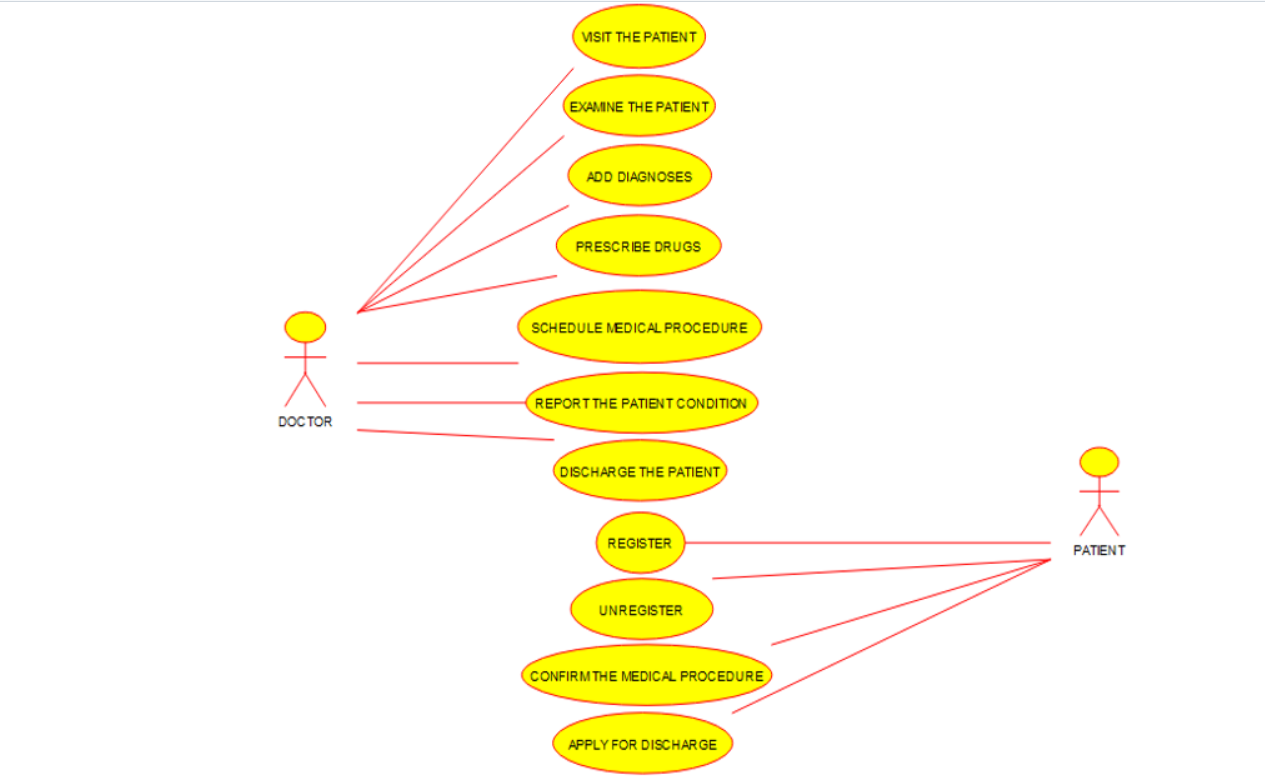 VISIT THE PATIENT
EXAMINE THE PATIENT
ADD DIAGNOSES
PRESCRIBE DRUGS
SCHEDULE MEDICAL PROCEDURE
REPORT THE PATIENT CONDITION
DOCTOR
DISCHARGE THE PATIENT
REGISTER
PATIENT
UNREGISTER
CONFIRM THE MEDICAL PROCEDURE
APPLY FOR DISCHARGE